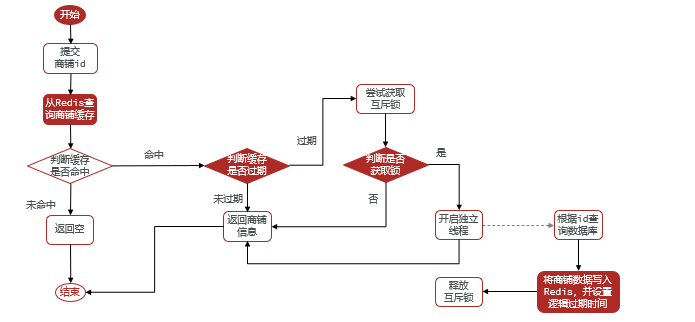 开始
提交
商铺id
从Redis查
询商铺缓存
判断缓存
是否命中
命中
未命中
返回空
结束
判断缓存
是否过期
过期
未过期
返回商铺
信息
尝试获取
互斥锁
判断是否
获取锁
是
否
开启独立
线程
根据id查
询数据库
将商铺数据写入
Redis，并设置
逻辑过期时间
释放
互斥锁